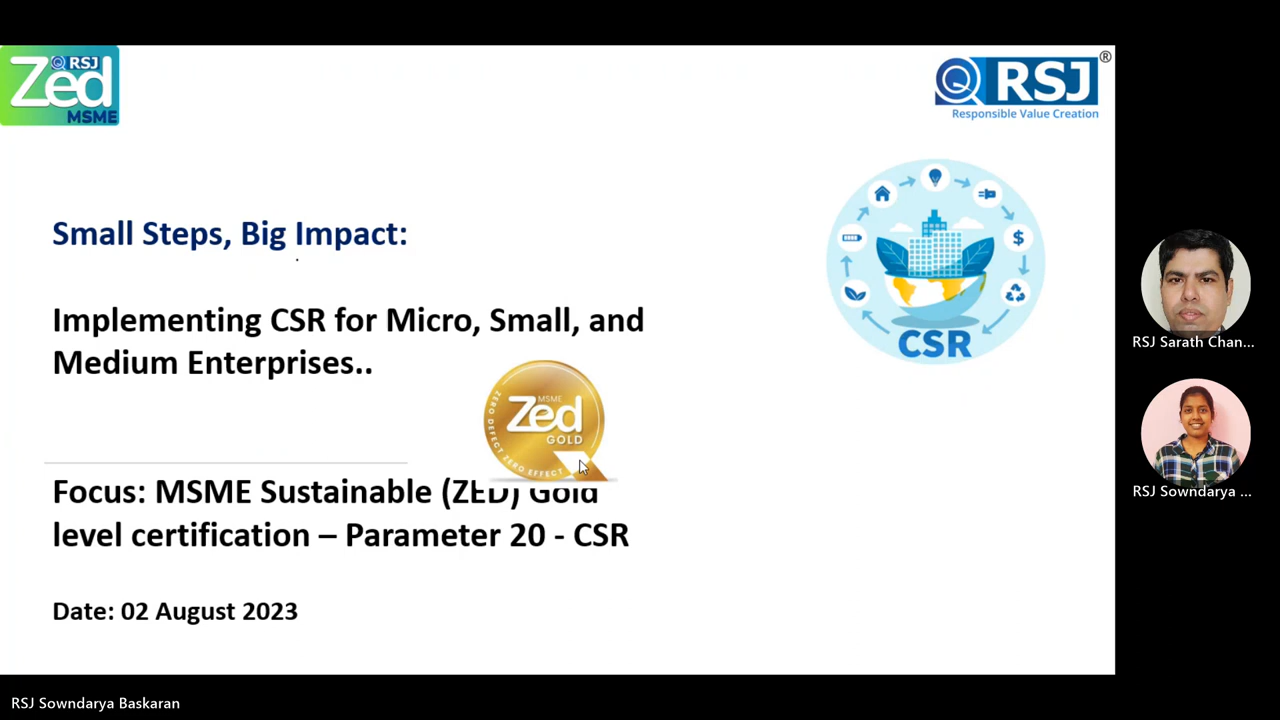 RSJ
Zed
MSME
RSJ®
Responsible Value Creation
Small Steps, Big Impact:
Implementing CSR for Micro, Small, and
Medium Enterprises..
$
CSR
MSME
Zed
GOLD
ZERO DEFECT ZERO EFFECT
Focus: MSME Sustainable (ZED) Gold
level certification – Parameter 20 - CSR
Date: 02 August 2023
RSJ Sarath Chan...
RSJ Sowndarya ...
RSJ Sowndarya Baskaran